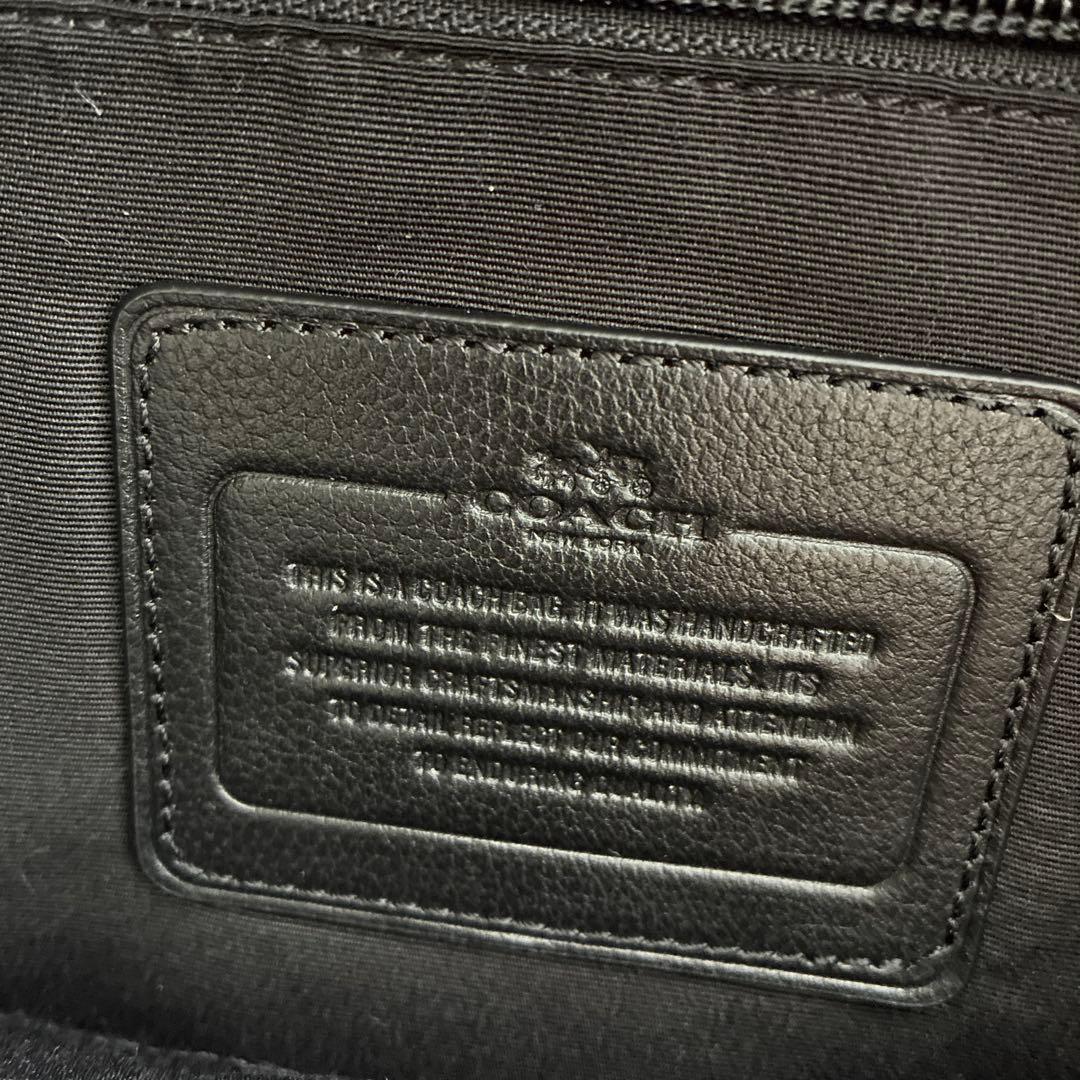 COACH
NEW YORK
THIS IS A COACH BAG. IT WAS HANDCRAFTED
FROM THE FINEST MATERIALS. ITS
SUPERIOR CRAFTSMANSHIP AND ATTENTION
TO DETAIL REFLECT OUR COMMITMENT
TO ENDURING QUALITY.